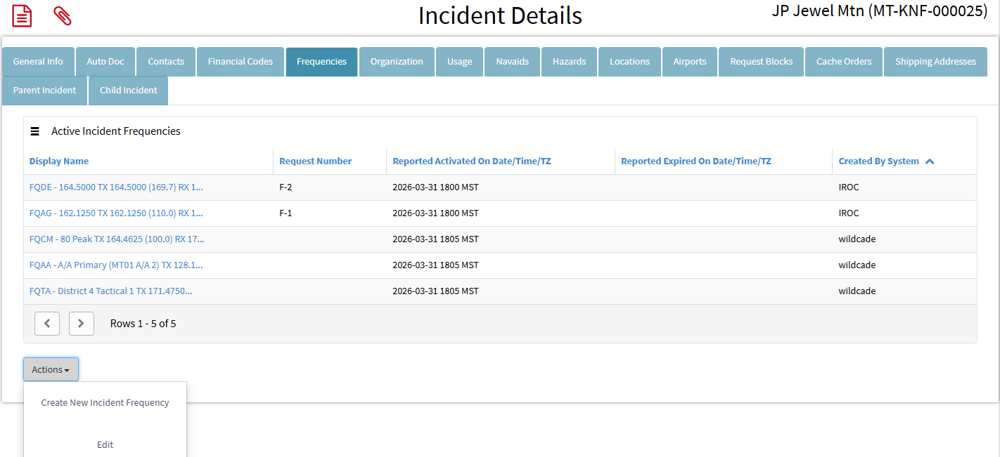 Incident Details
JP Jewel Mtn (MT-KNF-000025)
General Info Auto Doc Contacts Financial Codes Frequencies Organization Usage Navaids Hazards Locations Airports Request Blocks Cache Orders Shipping Addresses
Parent Incident Child Incident
Active Incident Frequencies
Display Name Request Number Reported Activated On Date/Time/TZ Reported Expired On Date/Time/TZ Created By System
FQDE - 164.5000 TX 164.5000 (169.7) RX 1... F-2 2026-03-31 1800 MST IROC
FQAG - 162.1250 TX 162.1250 (110.0) RX 1... F-1 2026-03-31 1800 MST IROC
FQCM - 80 Peak TX 164.4625 (100.0) RX 17... 2026-03-31 1805 MST wildcade
FQAA - A/A Primary (MT01 A/A 2) TX 128.1... 2026-03-31 1805 MST wildcade
FQTA - District 4 Tactical 1 TX 171.4750... 2026-03-31 1805 MST wildcade
Rows 1 - 5 of 5
Actions
Create New Incident Frequency
Edit